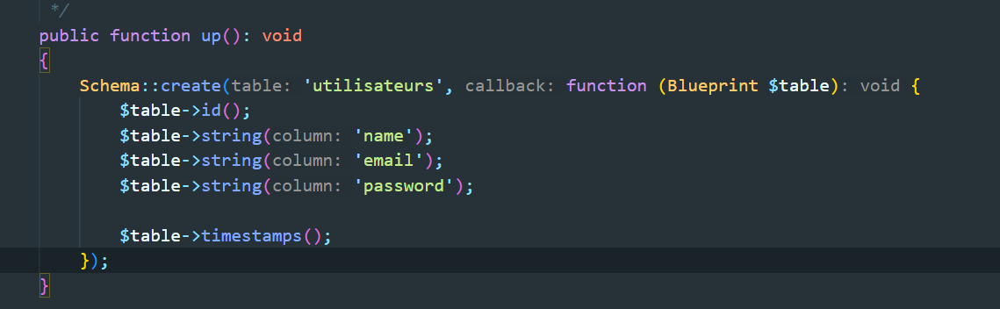 */
public function up(): void
{
Schema::create(table: 'utilisateurs', callback: function (Blueprint $table): void {
$table->id();
$table->string(column: 'name');
$table->string(column: 'email');
$table->string(column: 'password');
$table->timestamps();
});
}